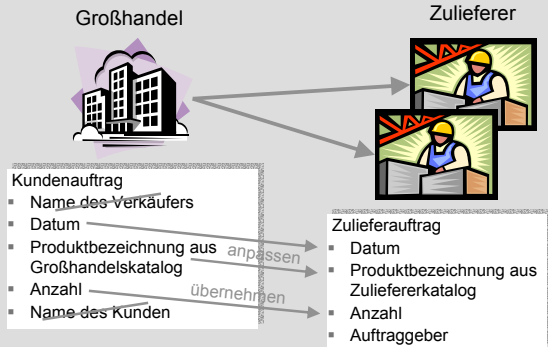 Großhandel
Zulieferer
Kundenauftrag
▪ Name des Verkäufers
▪ Datum
▪ Produktbezeichnung aus
Großhandelskatalog
▪ Anzahl
▪ Name des Kunden
anpassen
übernehmen
Zulieferauftrag
▪ Datum
▪ Produktbezeichnung aus
Zuliefererkatalog
▪ Anzahl
▪ Auftraggeber